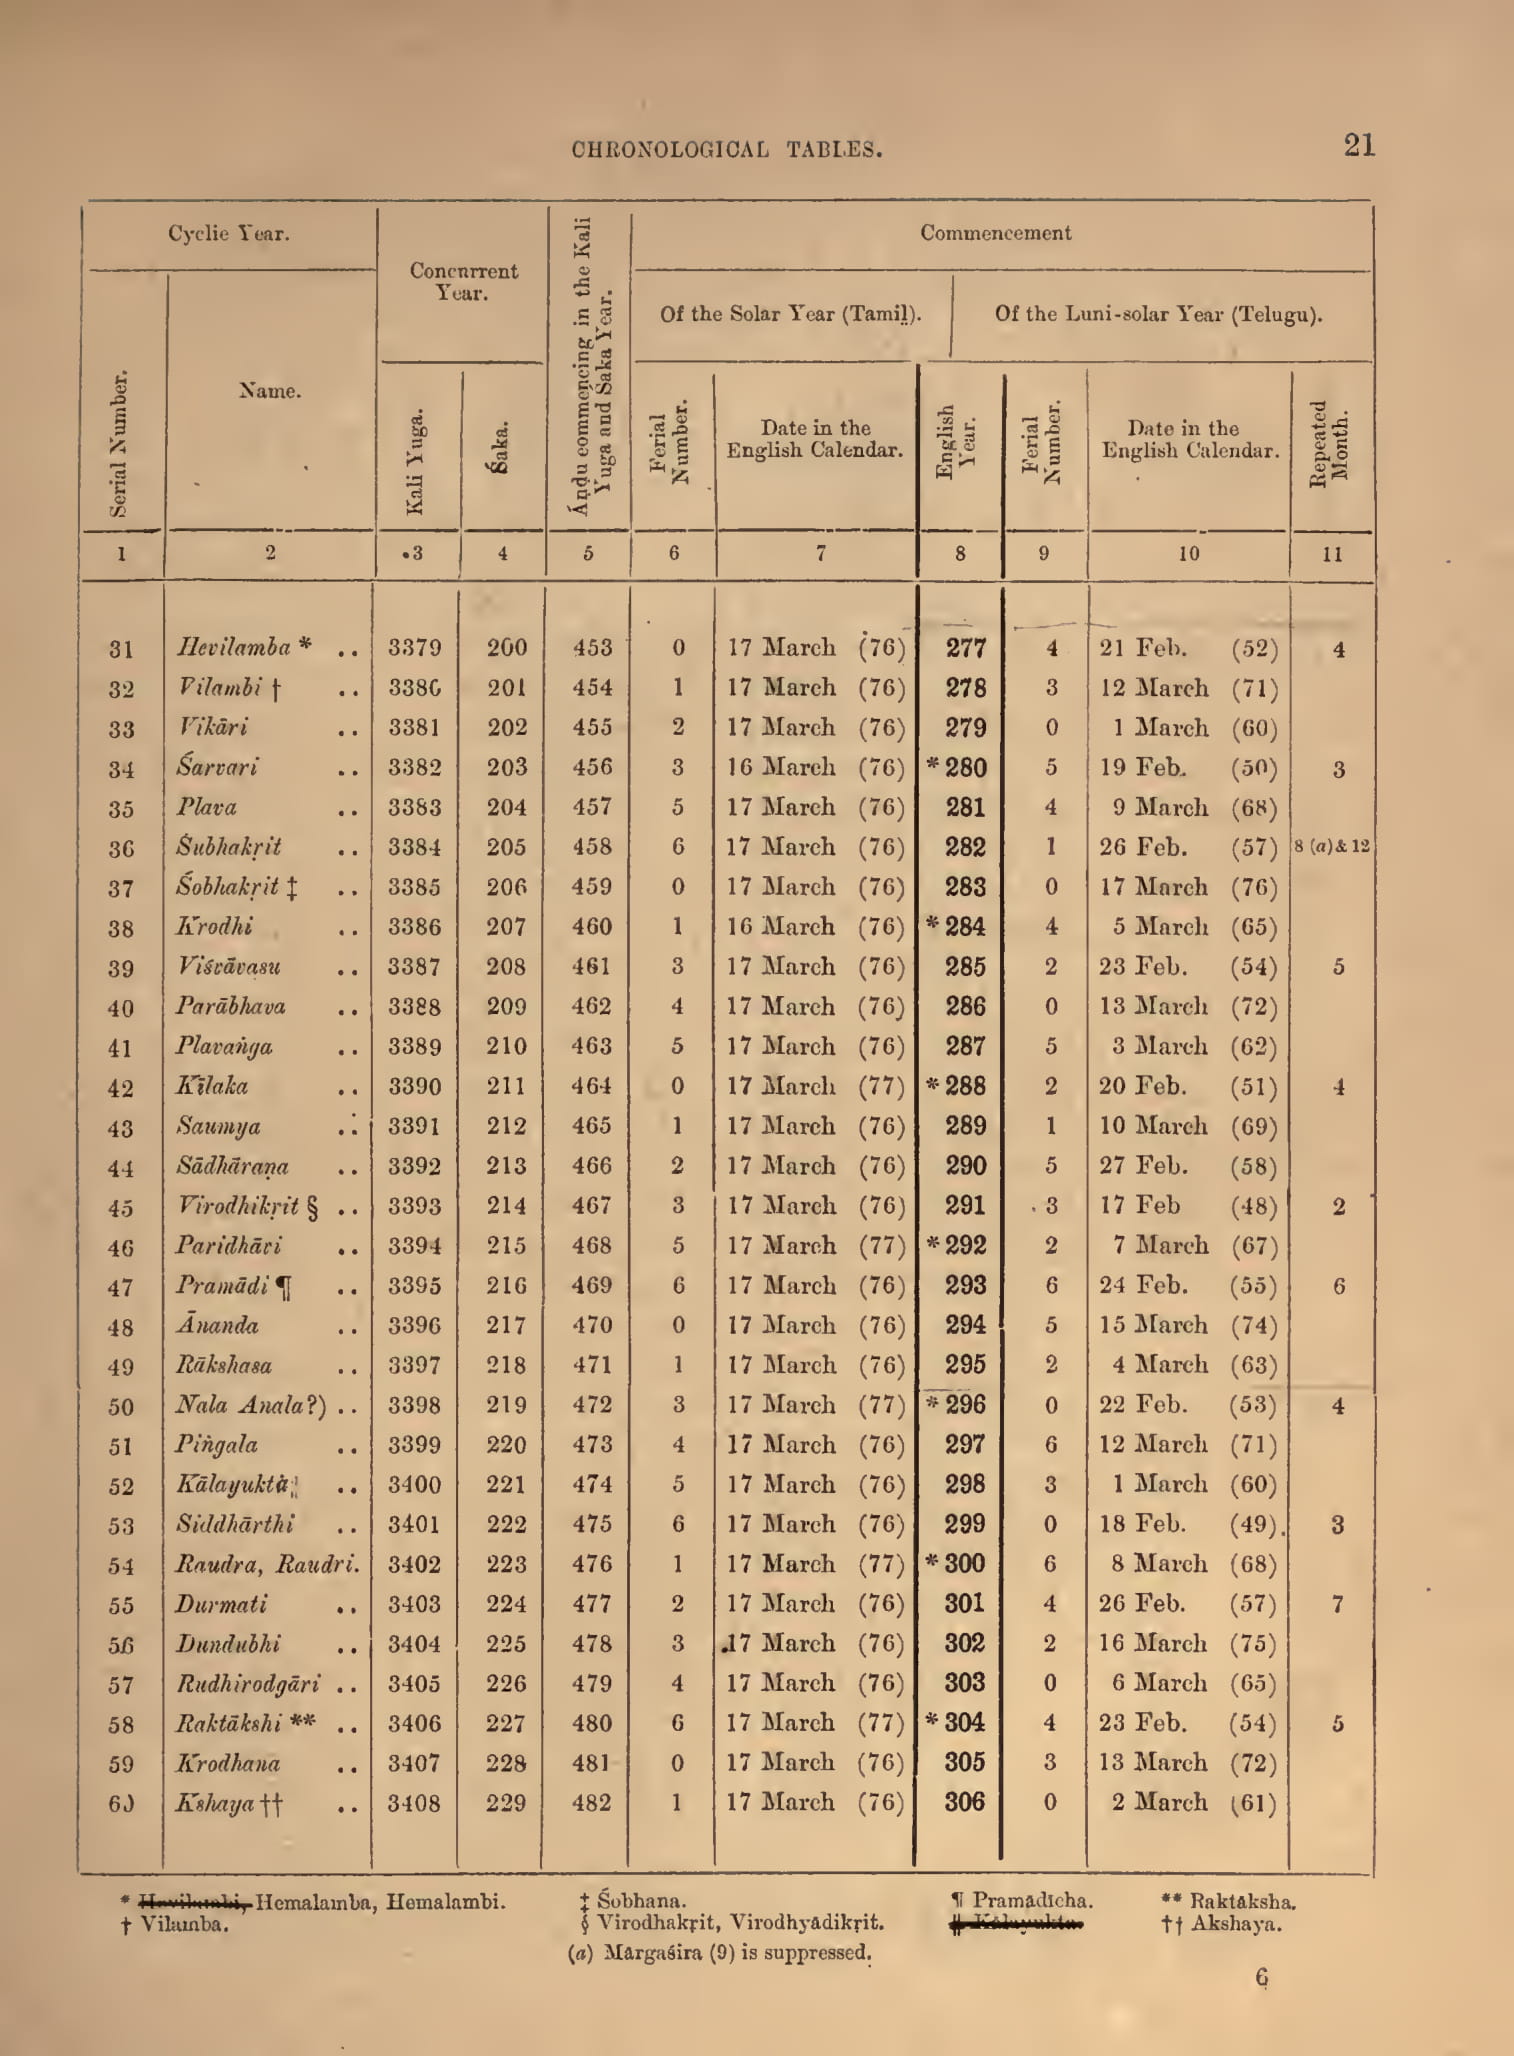 CHRONOLOGICAL TABLES.
21
Cyclic Year.
Concurrent
Year.
Áṇḍu commencing in the Kali
Yuga and Śaka Year.
Commencement
Of the Solar Year (Tamiḻ).
Of the Luni-solar Year (Telugu).
Serial Number.
Name.
Kali Yuga.
Śaka.
Ferial
Number.
Date in the
English Calendar.
English
Year.
Ferial
Number.
Date in the
English Calendar.
Repeated
Month.
1 2 3 4 5 6 7 8 9 10 11
31 Hevilamba * .. 3379 200 453 0 17 March (76) 277 4 21 Feb. (52) 4
32 Vilambi † .. 3380 201 454 1 17 March (76) 278 3 12 March (71)
33 Vikāri .. 3381 202 455 2 17 March (76) 279 0 1 March (60)
34 Śarvari .. 3382 203 456 3 16 March (76) *280 5 19 Feb. (50) 3
35 Plava .. 3383 204 457 5 17 March (76) 281 4 9 March (68)
36 Śubhakṛit .. 3384 205 458 6 17 March (76) 282 1 26 Feb. (57) 8 (a) & 12
37 Śobhakṛit ‡ .. 3385 206 459 0 17 March (76) 283 0 17 March (76)
38 Krodhi .. 3386 207 460 1 16 March (76) *284 4 5 March (65)
39 Viśvāvasu .. 3387 208 461 3 17 March (76) 285 2 23 Feb. (54) 5
40 Parābhava .. 3388 209 462 4 17 March (76) 286 0 13 March (72)
41 Plavaṅga .. 3389 210 463 5 17 March (76) 287 5 3 March (62)
42 Kīlaka .. 3390 211 464 0 17 March (77) *288 2 20 Feb. (51) 4
43 Saumya .. 3391 212 465 1 17 March (76) 289 1 10 March (69)
44 Sādhāraṇa .. 3392 213 466 2 17 March (76) 290 5 27 Feb. (58)
45 Virodhikṛit § .. 3393 214 467 3 17 March (76) 291 3 17 Feb (48) 2
46 Paridhāvi .. 3394 215 468 5 17 March (77) *292 2 7 March (67)
47 Pramādi ¶ .. 3395 216 469 6 17 March (76) 293 6 24 Feb. (55) 6
48 Ānanda .. 3396 217 470 0 17 March (76) 294 5 15 March (74)
49 Rākshasa .. 3397 218 471 1 17 March (76) 295 2 4 March (63)
50 Nala Anala?) .. 3398 219 472 3 17 March (77) *296 0 22 Feb. (53) 4
51 Piṅgala .. 3399 220 473 4 17 March (76) 297 6 12 March (71)
52 Kālayukta .. 3400 221 474 5 17 March (76) 298 3 1 March (60)
53 Siddhārthi .. 3401 222 475 6 17 March (76) 299 0 18 Feb. (49). 3
54 Raudra, Raudri. 3402 223 476 1 17 March (77) *300 6 8 March (68)
55 Durmati .. 3403 224 477 2 17 March (76) 301 4 26 Feb. (57) 7
56 Dundubhi .. 3404 225 478 3 17 March (76) 302 2 16 March (75)
57 Rudhirodgāri .. 3405 226 479 4 17 March (76) 303 0 6 March (65)
58 Raktākshi ** .. 3406 227 480 6 17 March (77) *304 4 23 Feb. (54) 5
59 Krodhana .. 3407 228 481 0 17 March (76) 305 3 13 March (72)
60 Kshaya †† .. 3408 229 482 1 17 March (76) 306 0 2 March (61)
* Hemalamba, Hemalambi. ‡ Śobhana. ¶ Pramādicha. ** Raktāksha.
† Vilamba. § Virodhakṛit, Virodhyādikṛit. || Kālayukta. †† Akshaya.
(a) Mārgaśira (9) is suppressed.
6